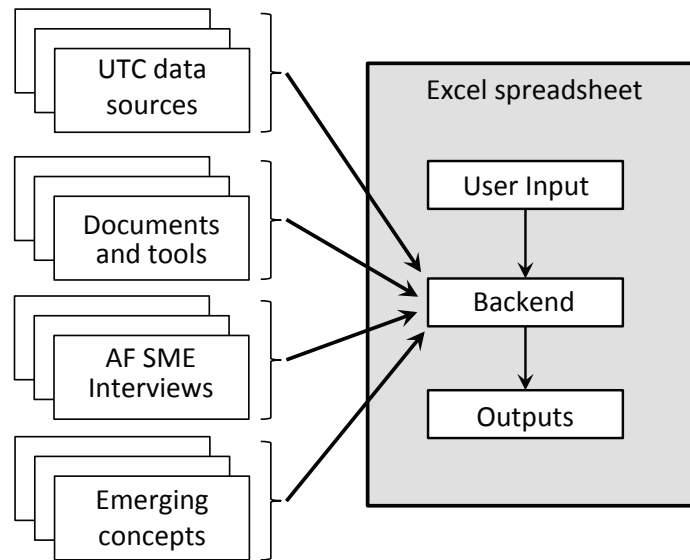 UTC data
sources
Documents
and tools
AF SME
Interviews
Emerging
concepts
Excel spreadsheet
User Input
Backend
Outputs